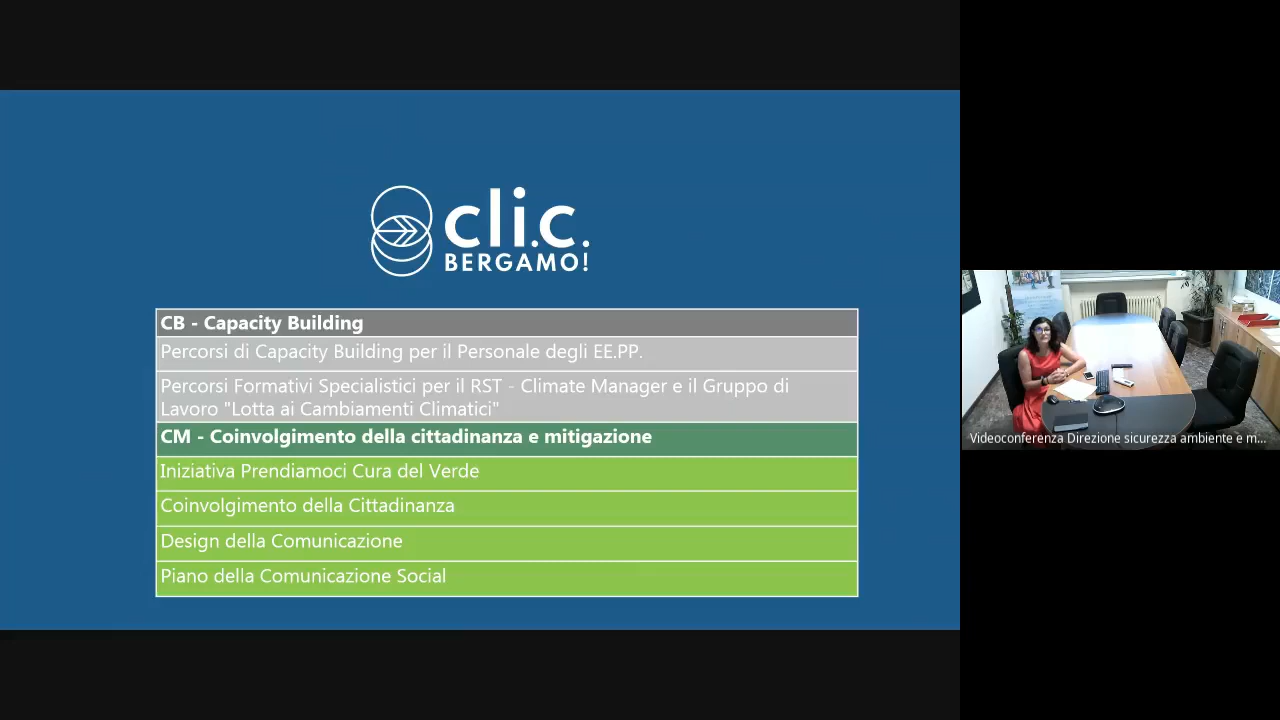 cli.c.
BERGAMO!
CB - Capacity Building
Percorsi di Capacity Building per il Personale degli EE.PP.
Percorsi Formativi Specialistici per il RST - Climate Manager e il Gruppo di
Lavoro "Lotta ai Cambiamenti Climatici"
CM - Coinvolgimento della cittadinanza e mitigazione
Iniziativa Prendiamoci Cura del Verde
Coinvolgimento della Cittadinanza
Design della Comunicazione
Piano della Comunicazione Social
Videoconferenza Direzione sicurezza ambiente e m...